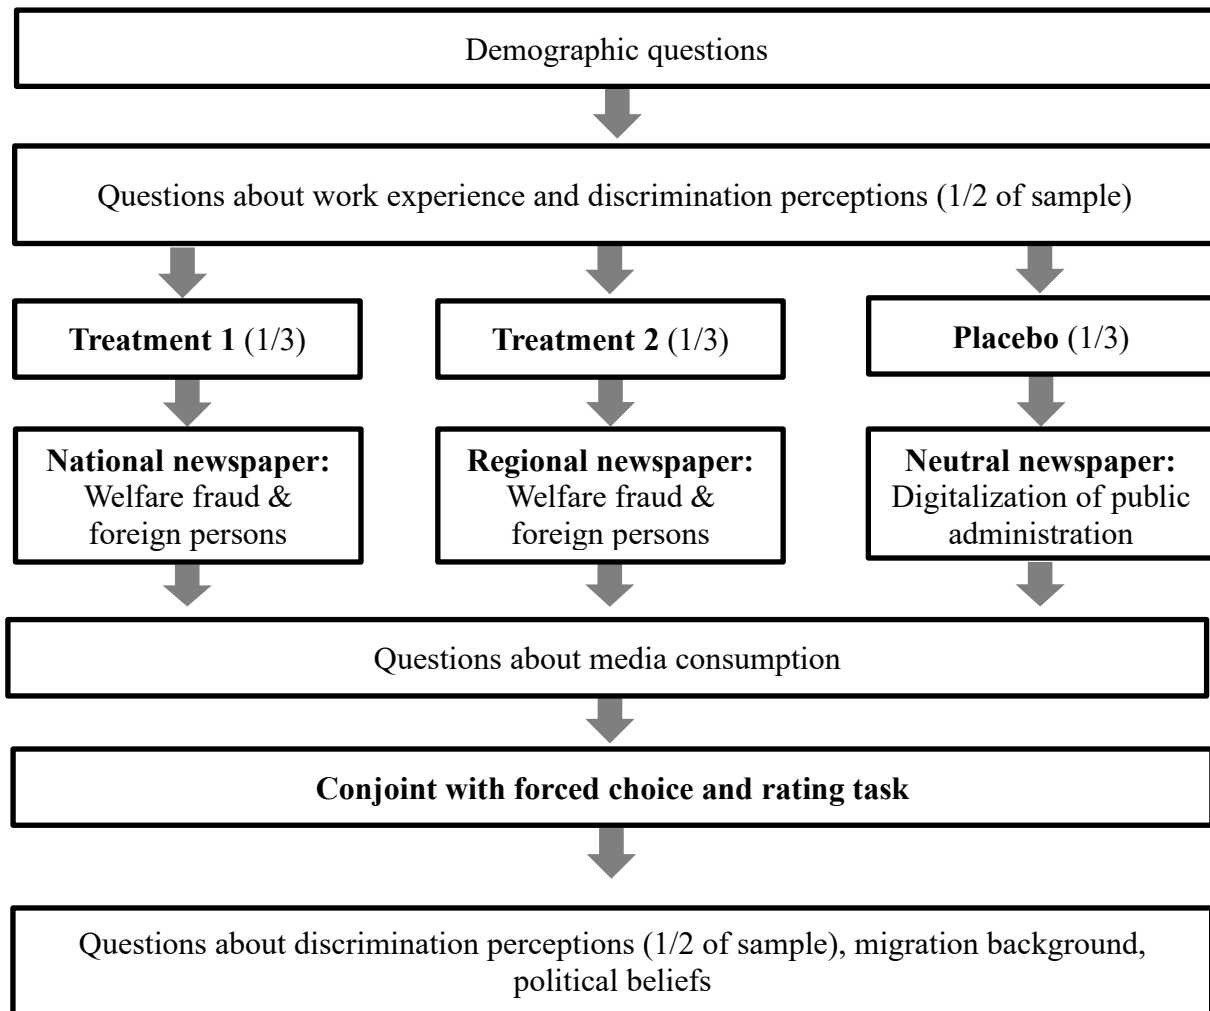 Demographic questions
Questions about work experience and discrimination perceptions (1/2 of sample)
Treatment 1 (1/3)
Treatment 2 (1/3)
Placebo (1/3)
National newspaper:
Welfare fraud &
foreign persons
Regional newspaper:
Welfare fraud &
foreign persons
Neutral newspaper:
Digitalization of public
administration
Questions about media consumption
Conjoint with forced choice and rating task
Questions about discrimination perceptions (1/2 of sample), migration background,
political beliefs